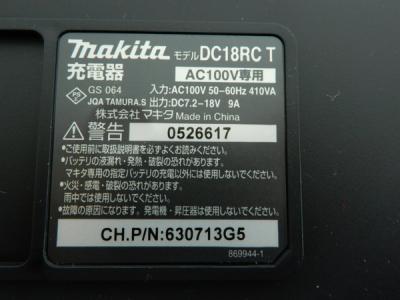 makita モデル DC18RC T
充電器 AC100V専用
PS E GS 064 入力:AC100V 50-60Hz 410VA
JQA TAMURA.S 出力:DC7.2-18V 9A
株式会社マキタ Made in China
警告 0526617
●ご使用前に取扱説明書を必ずよくお読みください。
●バッテリの液漏れ・発熱・破裂の恐れがあります。
マキタ専用の指定バッテリの充電以外には使用しないでください。
●火災・感電・破裂の恐れがあります。
雨中では使用しないでください。
●故障の原因になります。発電機・昇圧器は使用しないでください。
CH.P/N:630713G5
869944-1